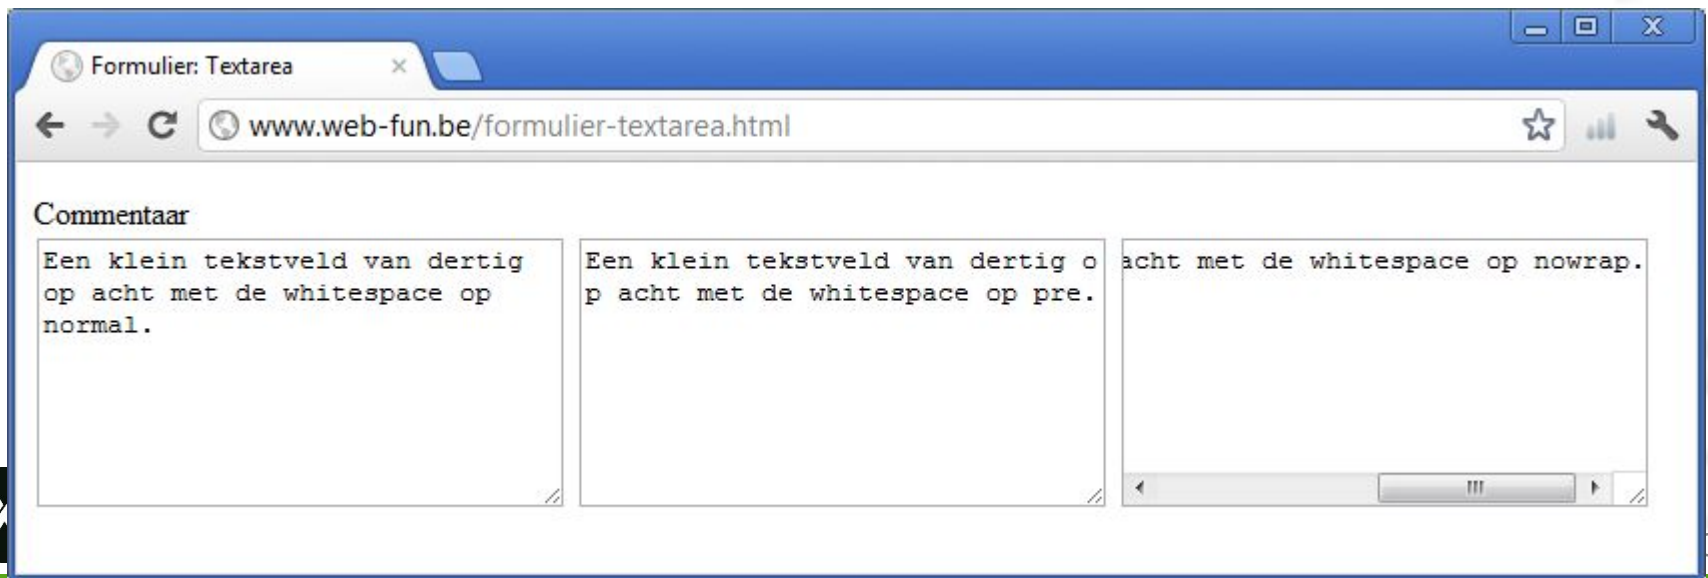 Formulier: Textarea
www.web-fun.be/formulier-textarea.html
Commentaar
Een klein tekstveld van dertig
op acht met de whitespace op
normal.
Een klein tekstveld van dertig o
p acht met de whitespace op pre.
acht met de whitespace op nowrap.